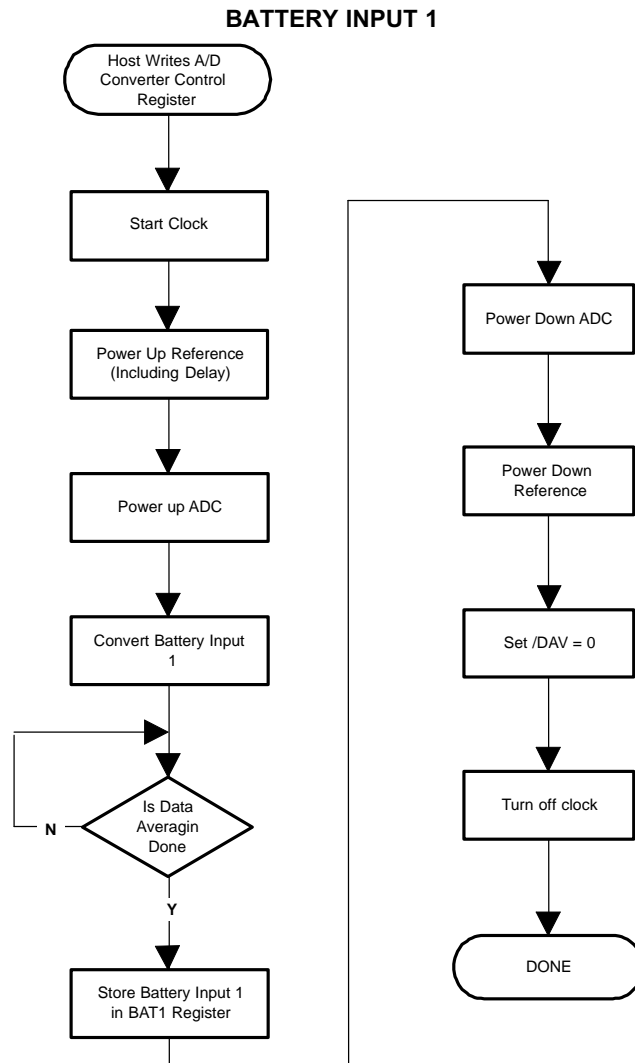 BATTERY INPUT 1
Host Writes A/D
Converter Control
Register
Start Clock
Power Up Reference
(Including Delay)
Power up ADC
Convert Battery Input
1
Is Data
Averagin
Done
N
Y
Store Battery Input 1
in BAT1 Register
Power Down ADC
Power Down
Reference
Set /DAV = 0
Turn off clock
DONE